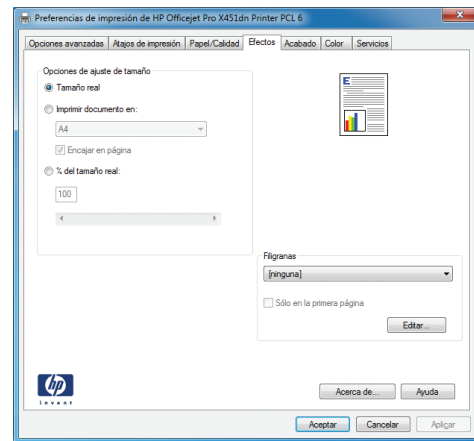 Preferencias de impresión de HP Officejet Pro X451dn Printer PCL 6
Opciones avanzadas Atajos de impresión Papel/Calidad Efectos Acabado Color Servicios
Opciones de ajuste de tamaño
Tamaño real
Imprimir documento en:
A4
Encajar en página
% del tamaño real:
100
E
Filigranas
[ninguna]
Sólo en la primera página
Editar...
hp
invent
Acerca de... Ayuda
Aceptar Cancelar Aplicar